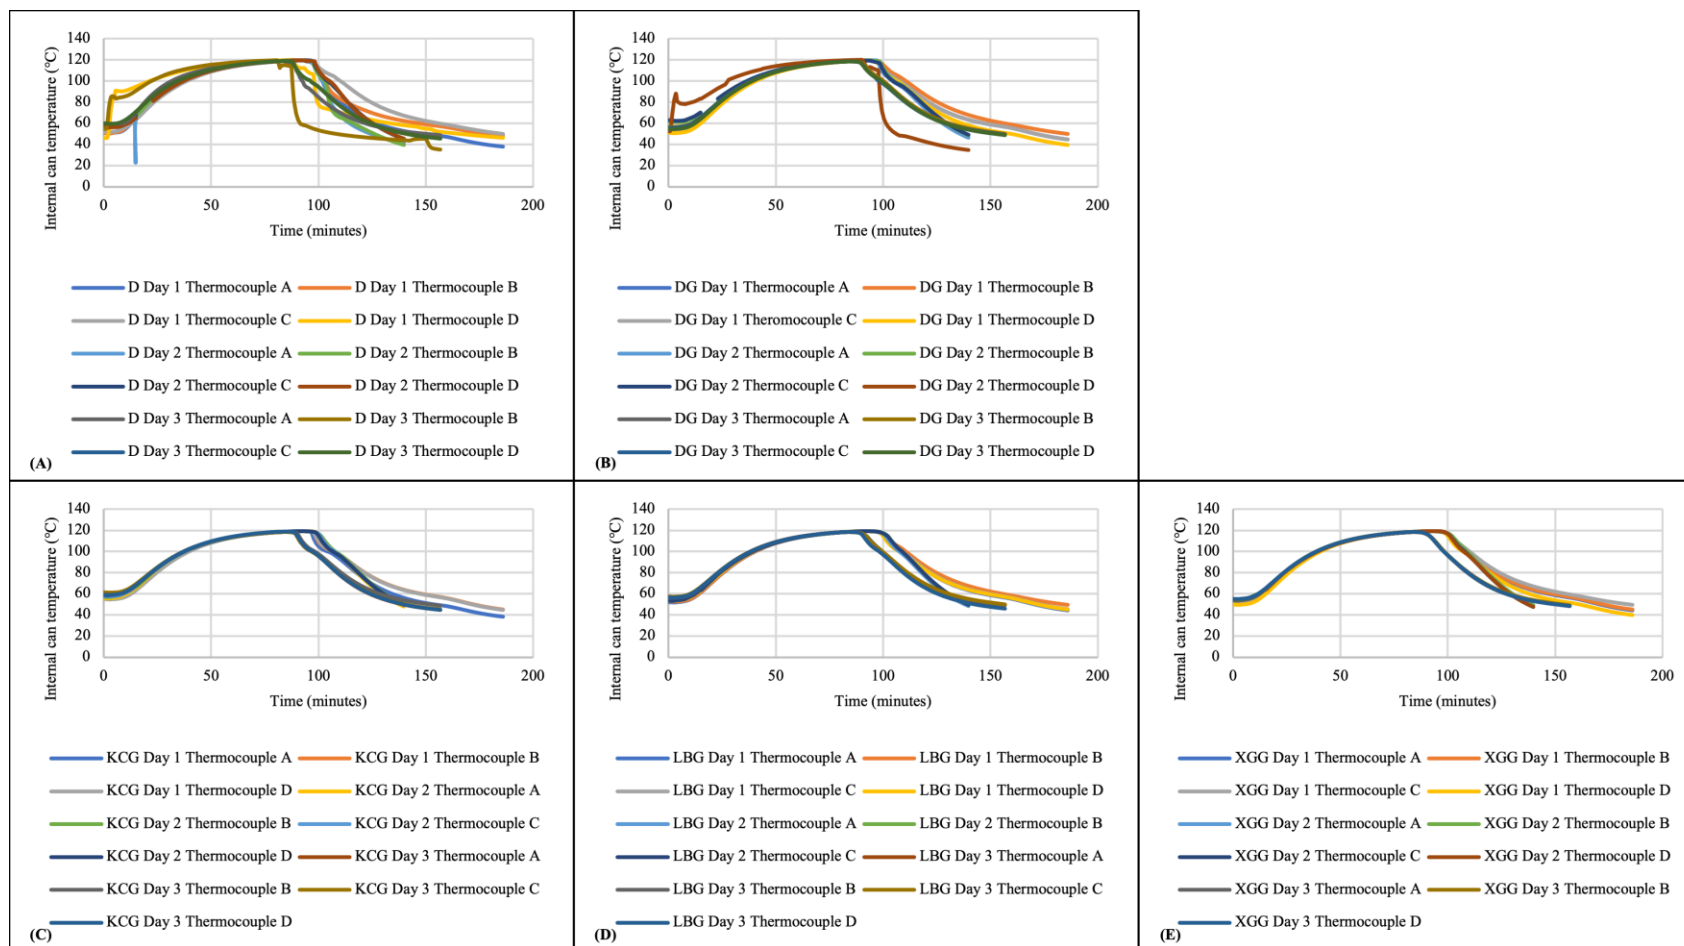 140
120
100
80
60
40
20
0
Internal can temperature (°C)
0 50 100 150 200
Time (minutes)
D Day 1 Thermocouple A D Day 1 Thermocouple B
D Day 1 Thermocouple C D Day 1 Thermocouple D
D Day 2 Thermocouple A D Day 2 Thermocouple B
D Day 2 Thermocouple C D Day 2 Thermocouple D
D Day 3 Thermocouple A D Day 3 Thermocouple B
D Day 3 Thermocouple C D Day 3 Thermocouple D
(A)
140
120
100
80
60
40
20
0
Internal can temperature (°C)
0 50 100 150 200
Time (minutes)
DG Day 1 Thermocouple A DG Day 1 Thermocouple B
DG Day 1 Theromocouple C DG Day 1 Thermocouple D
DG Day 2 Thermocouple A DG Day 2 Thermocouple B
DG Day 2 Thermocouple C DG Day 2 Thermocouple D
DG Day 3 Thermocouple A DG Day 3 Thermocouple B
DG Day 3 Thermocouple C DG Day 3 Thermocouple D
(B)
140
120
100
80
60
40
20
0
Internal can temperature (°C)
0 50 100 150 200
Time (minutes)
KCG Day 1 Thermocouple A KCG Day 1 Thermocouple B
KCG Day 1 Thermocouple D KCG Day 2 Thermocouple A
KCG Day 2 Thermocouple B KCG Day 2 Thermocouple C
KCG Day 2 Thermocouple D KCG Day 3 Thermocouple A
KCG Day 3 Thermocouple B KCG Day 3 Thermocouple C
KCG Day 3 Thermocouple D
(C)
140
120
100
80
60
40
20
0
Internal can temperature (°C)
0 50 100 150 200
Time (minutes)
LBG Day 1 Thermocouple A LBG Day 1 Thermocouple B
LBG Day 1 Thermocouple C LBG Day 1 Thermocouple D
LBG Day 2 Thermocouple A LBG Day 2 Thermocouple B
LBG Day 2 Thermocouple C LBG Day 3 Thermocouple A
LBG Day 3 Thermocouple B LBG Day 3 Thermocouple C
LBG Day 3 Thermocouple D
(D)
140
120
100
80
60
40
20
0
Internal can temperature (°C)
0 50 100 150 200
Time (minutes)
XGG Day 1 Thermocouple A XGG Day 1 Thermocouple B
XGG Day 1 Thermocouple C XGG Day 1 Thermocouple D
XGG Day 2 Thermocouple A XGG Day 2 Thermocouple B
XGG Day 2 Thermocouple C XGG Day 2 Thermocouple D
XGG Day 3 Thermocouple A XGG Day 3 Thermocouple B
XGG Day 3 Thermocouple D
(E)